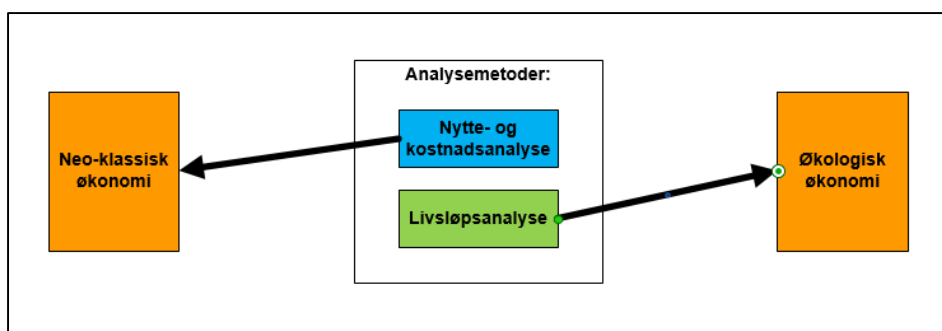 Analysemetoder:
Neo-klassisk
økonomi
Nytte- og
kostnadsanalyse
Livsløpsanalyse
Økologisk
økonomi